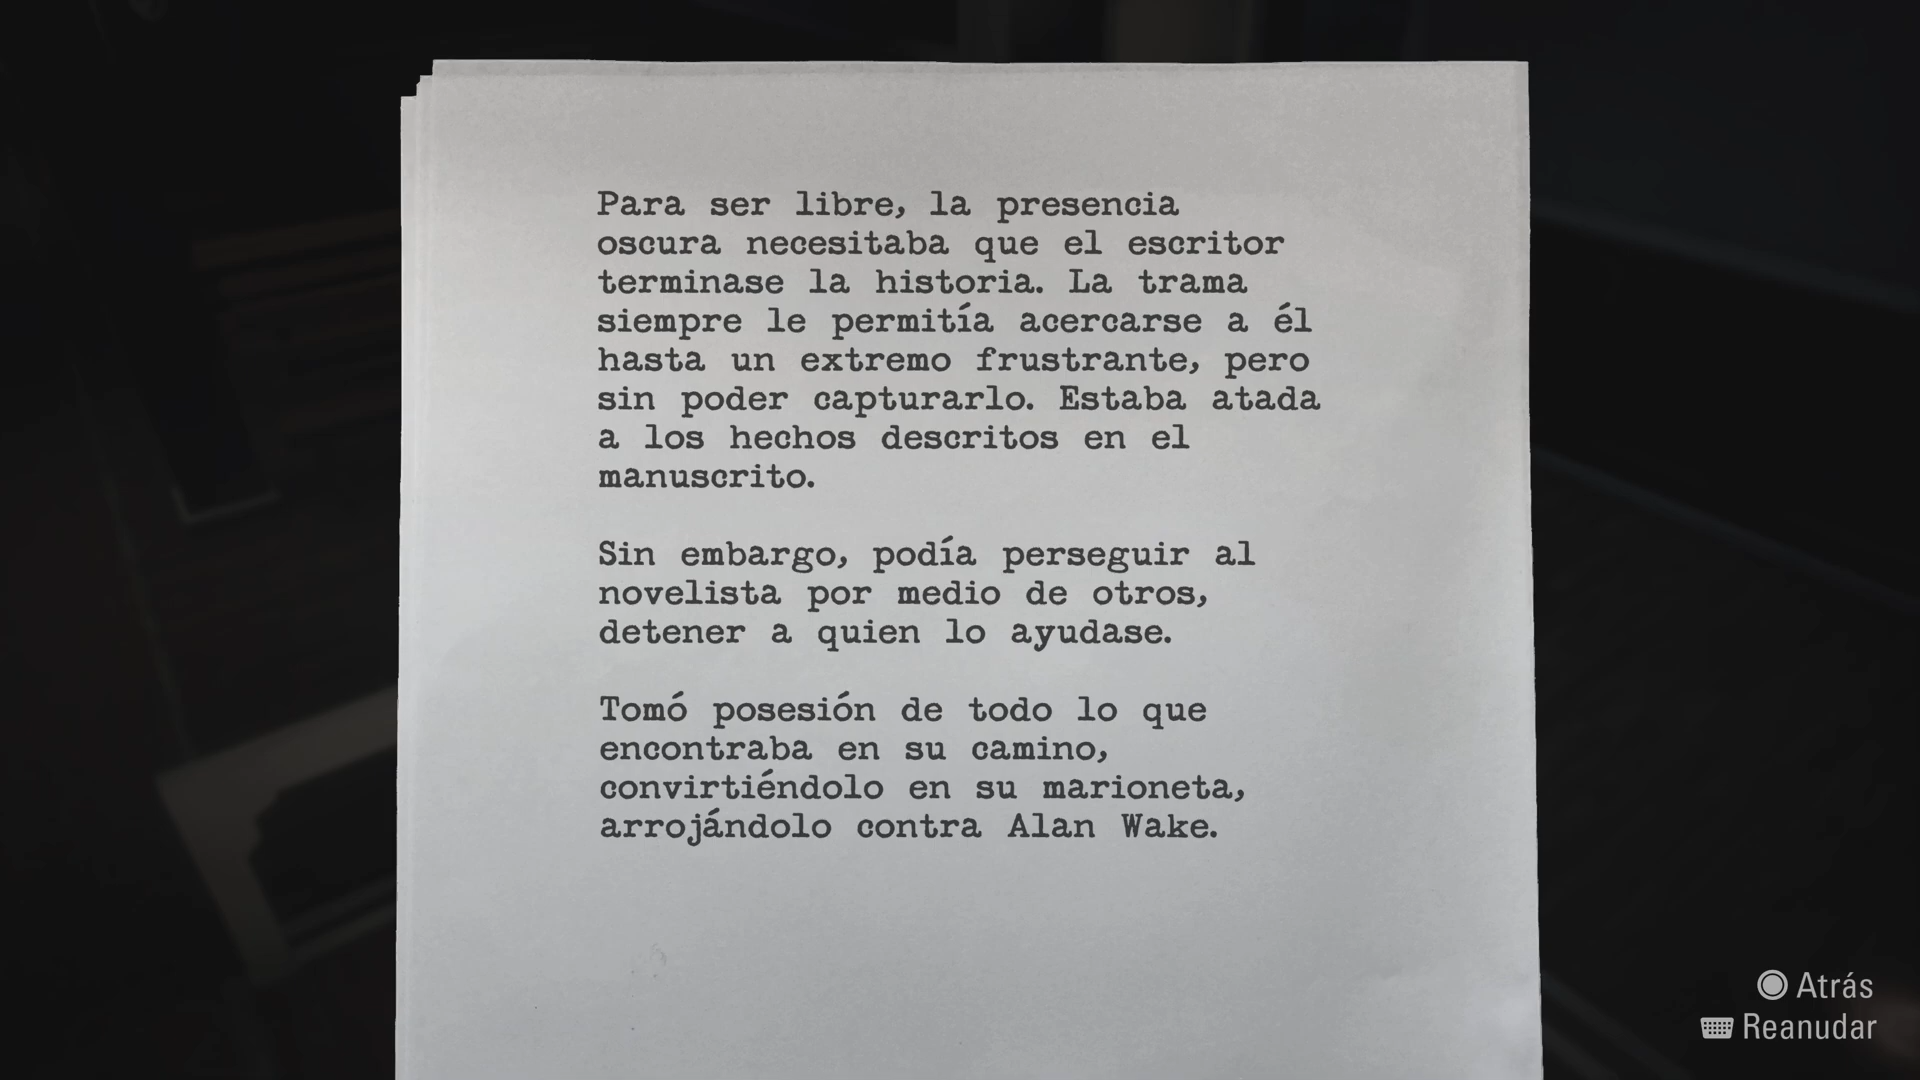 Para ser libre, la presencia
oscura necesitaba que el escritor
terminase la historia. La trama
siempre le permitía acercarse a él
hasta un extremo frustrante, pero
sin poder capturarlo. Estaba atada
a los hechos descritos en el
manuscrito.
Sin embargo, podía perseguir al
novelista por medio de otros,
detener a quien lo ayudase.
Tomó posesión de todo lo que
encontraba en su camino,
convirtiéndolo en su marioneta,
arrojándolo contra Alan Wake.
Atrás
Reanudar